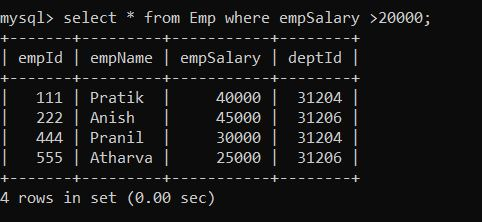 mysql> select * from Emp where empSalary >20000;
+-------+---------+-----------+--------+
| empId | empName | empSalary | deptId |
+-------+---------+-----------+--------+
|   111 | Pratik  |     40000 |  31204 |
|   222 | Anish   |     45000 |  31206 |
|   444 | Pranil  |     30000 |  31204 |
|   555 | Atharva |     25000 |  31206 |
+-------+---------+-----------+--------+
4 rows in set (0.00 sec)